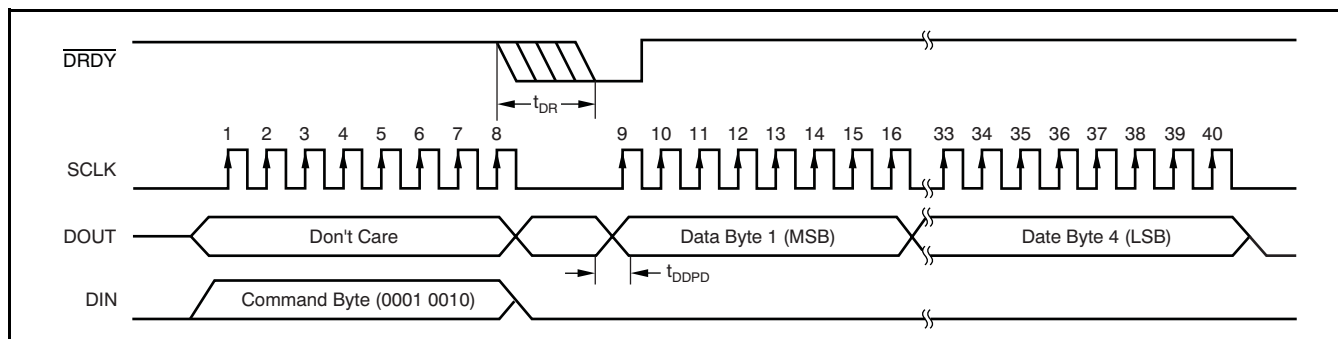 DRDY
tDR
1 2 3 4 5 6 7 8 9 10 11 12 13 14 15 16 33 34 35 36 37 38 39 40
SCLK
DOUT Don't Care Data Byte 1 (MSB) Date Byte 4 (LSB)
tDDPD
DIN Command Byte (0001 0010)